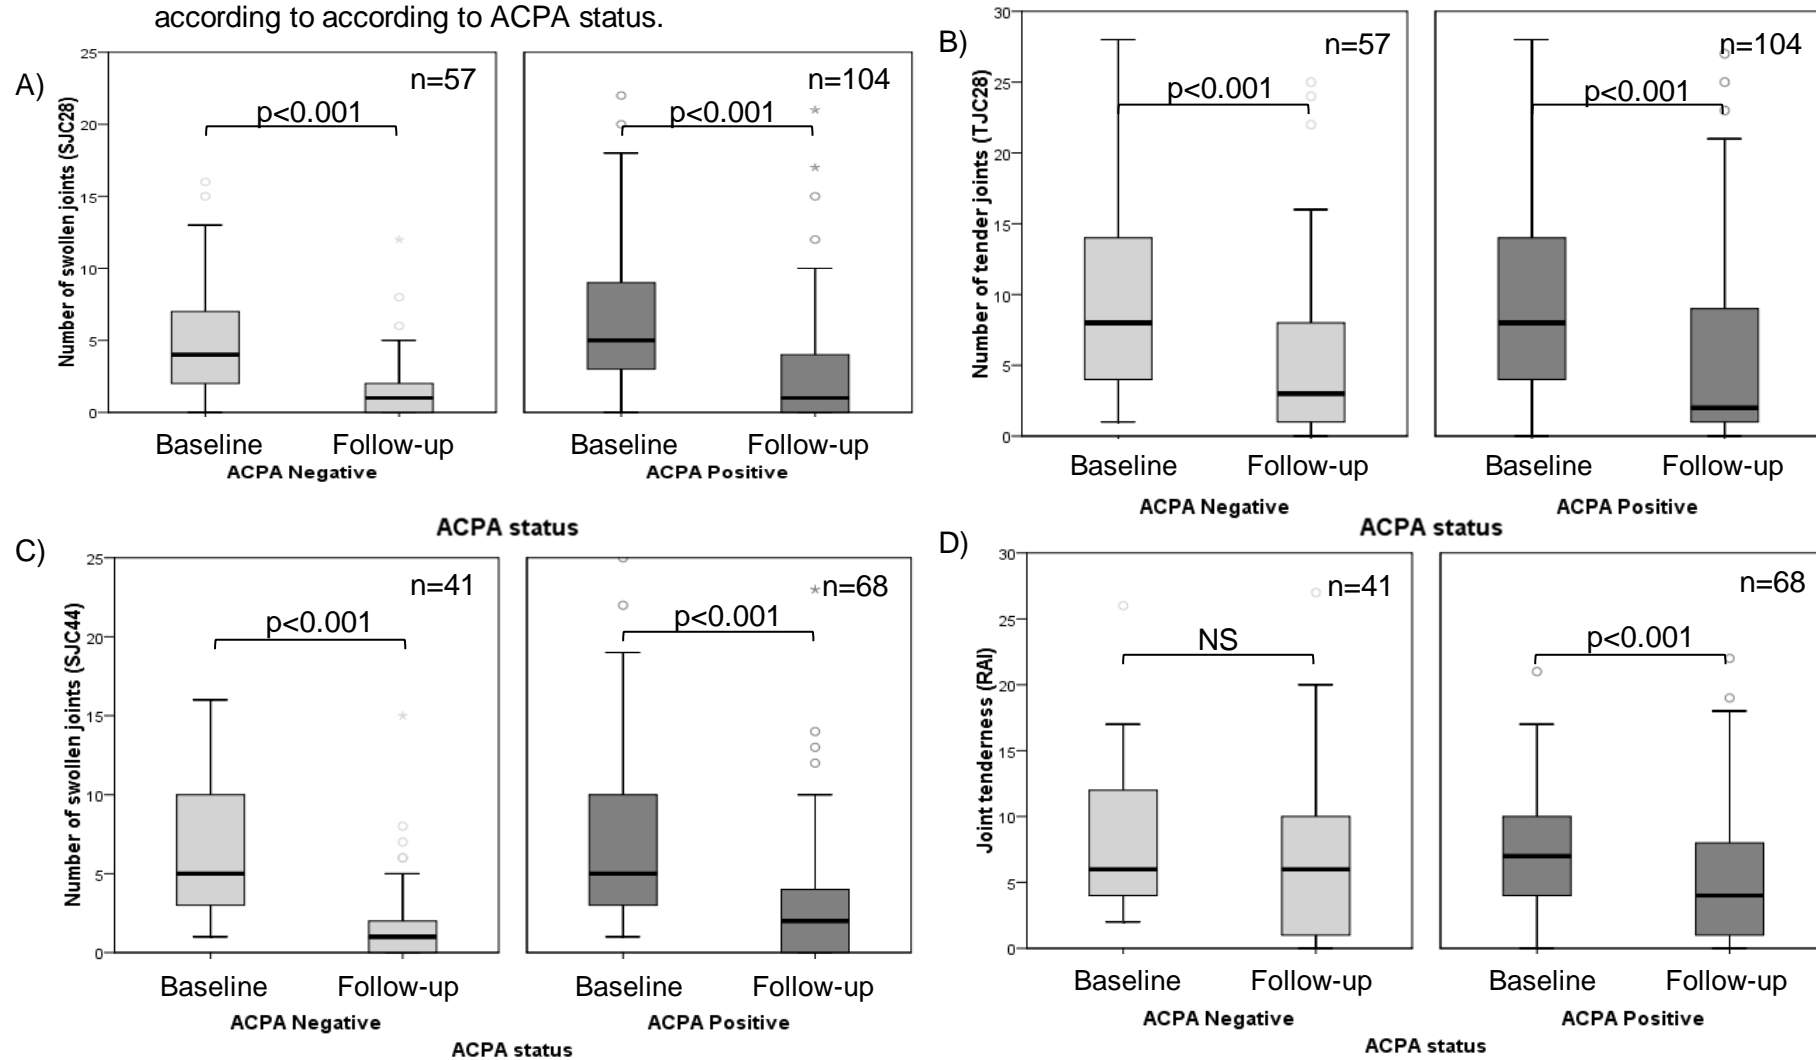 according to according to ACPA status.
A)
Number of swollen joints (SJC28)
25
20
15
10
5
0
n=57
p<0.001
n=104
p<0.001
Baseline
Follow-up
Baseline
Follow-up
ACPA Negative
ACPA Positive
ACPA status
B)
Number of tender joints (TJC28)
30
25
20
15
10
5
0
n=57
p<0.001
n=104
p<0.001
Baseline
Follow-up
Baseline
Follow-up
ACPA Negative
ACPA Positive
ACPA status
C)
Number of swollen joints (SJC44)
25
20
15
10
5
0
n=41
p<0.001
n=68
p<0.001
Baseline
Follow-up
Baseline
Follow-up
ACPA Negative
ACPA Positive
ACPA status
D)
Joint tenderness (RAI)
30
25
20
15
10
5
0
n=41
NS
n=68
p<0.001
Baseline
Follow-up
Baseline
Follow-up
ACPA Negative
ACPA Positive
ACPA status